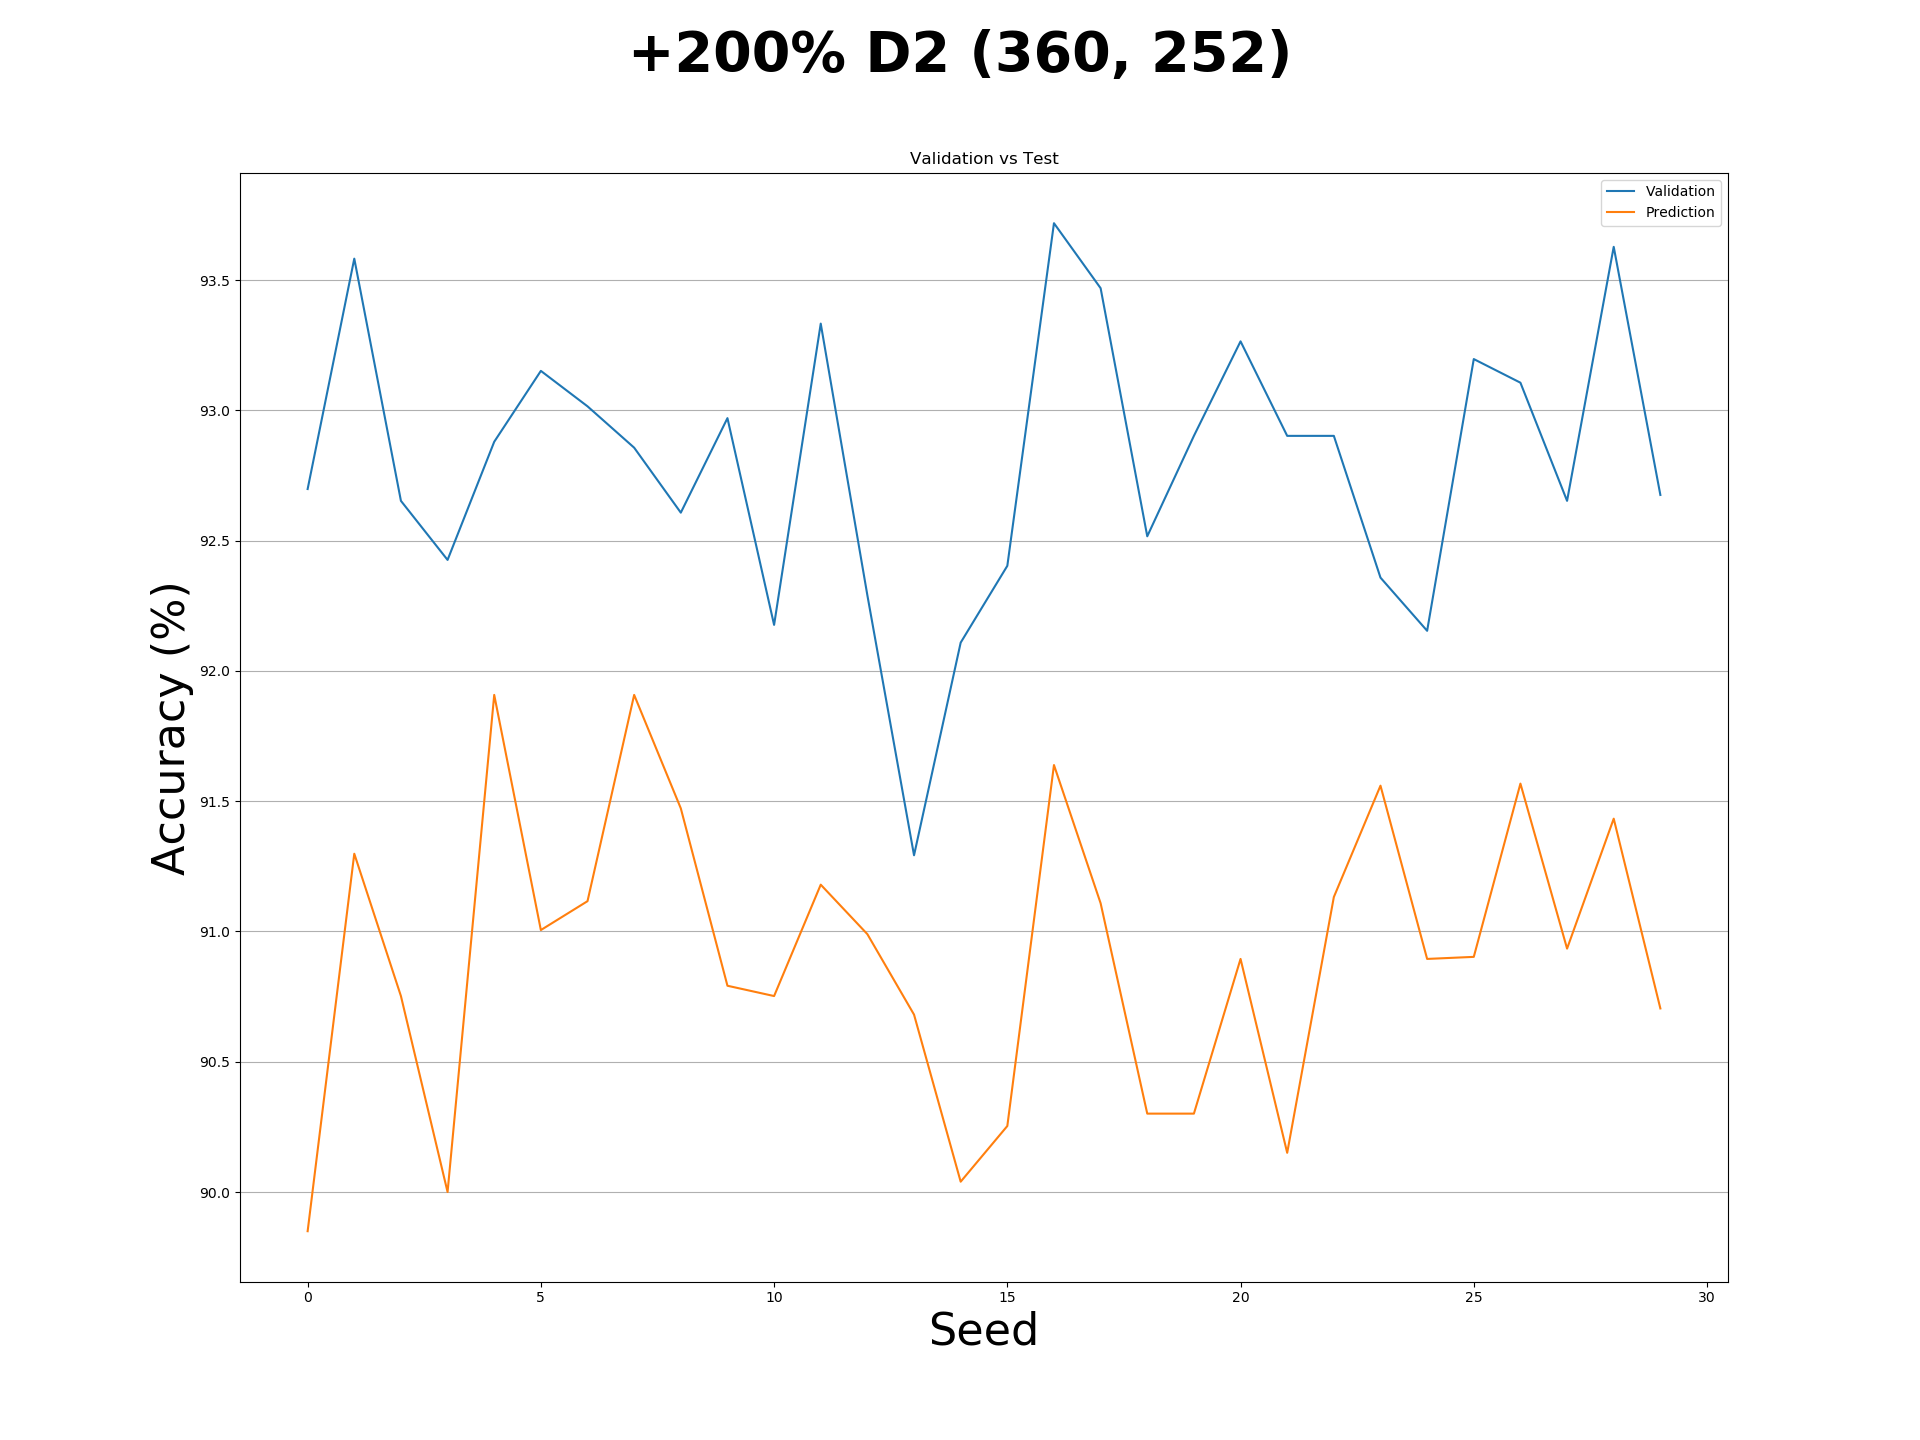 +200% D2 (360, 252)
Validation vs Test
Validation
Prediction
93.5
93.0
92.5
92.0
91.5
91.0
90.5
90.0
Accuracy (%)
0 5 10 15 20 25 30
Seed